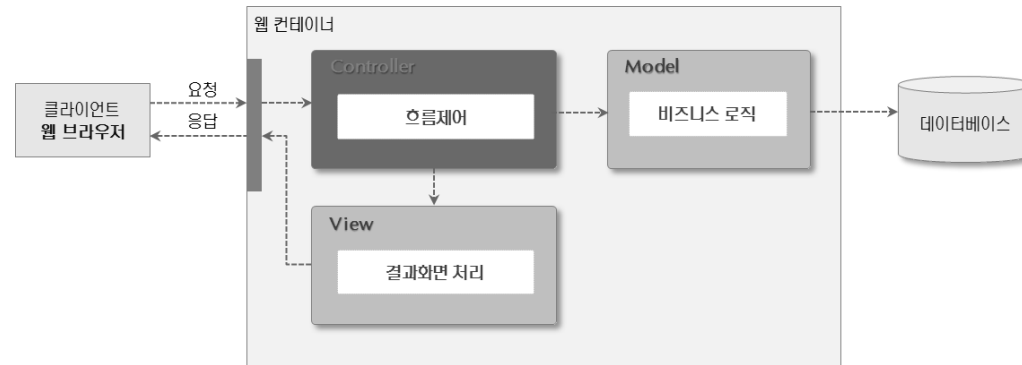 웹 컨테이너
Controller
흐름제어
Model
비즈니스 로직
요청
응답
클라이언트
웹 브라우저
데이터베이스
View
결과화면 처리